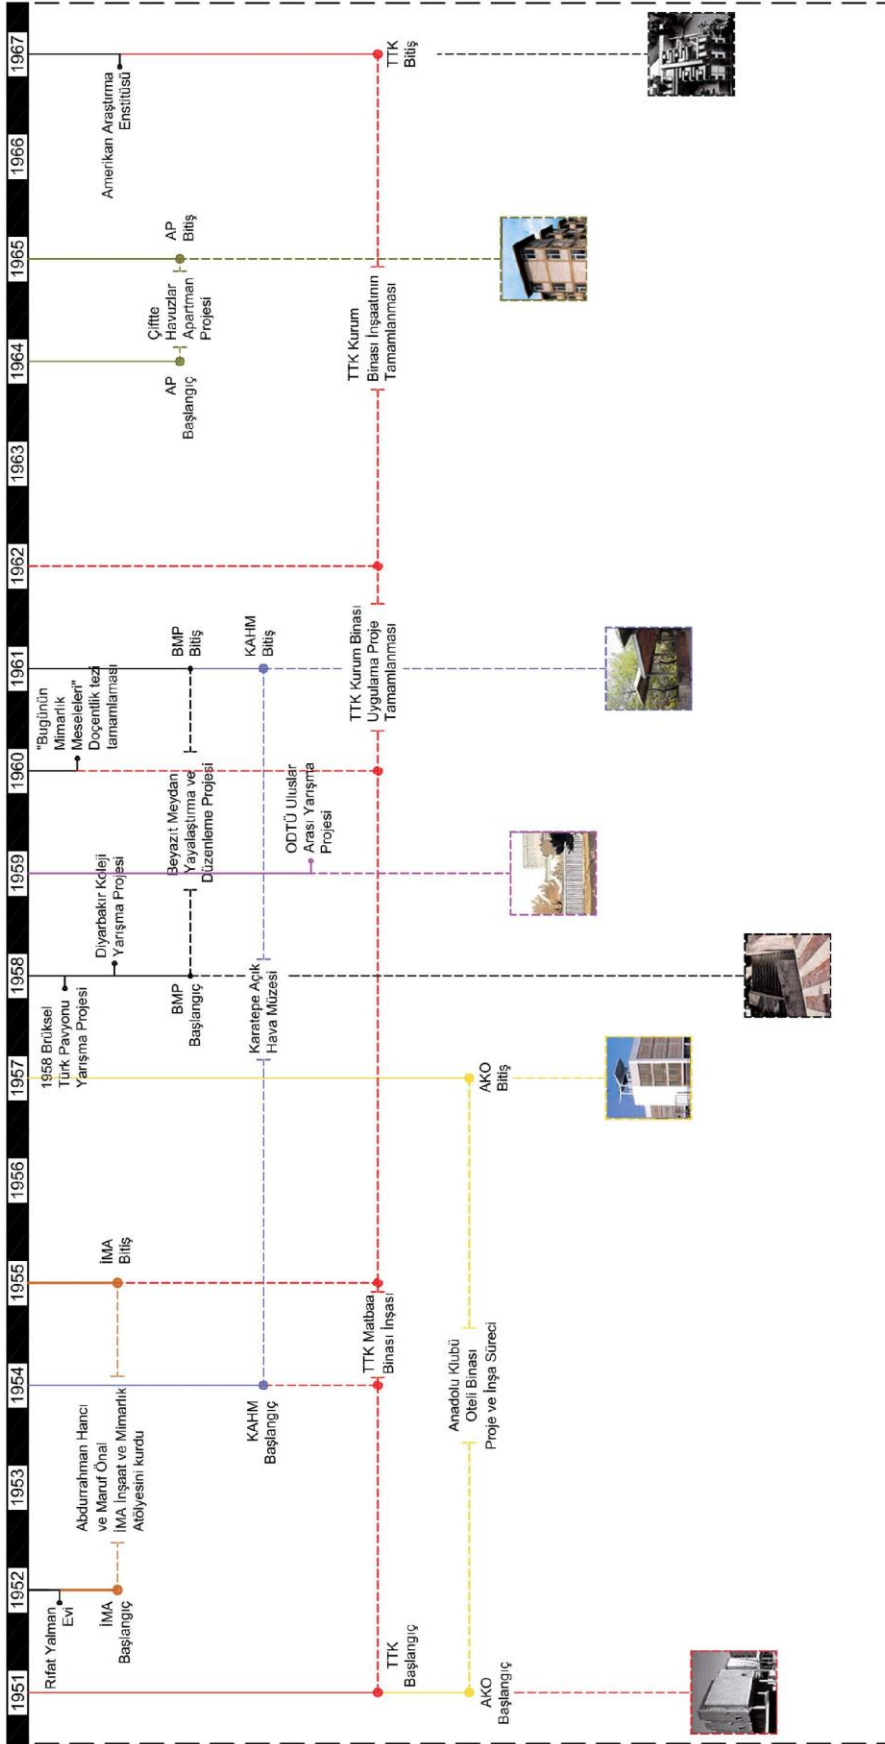 1951
1952
1953
1954
1955
1956
1957
1958
1959
1960
1961
1962
1963
1964
1965
1966
1967
Rıfat Yalman
Evi
İMA
Başlangıç
TTK
Başlangıç
AKO
Başlangıç
Abdurrahman Hancı
ve Maruf Önal
İMA İnşaat ve Mimarlık
Atölyesini kurdu
KAHM
Başlangıç
İMA
Bitiş
TTK Matbaa
Binası İnşası
Anadolu Klubü
Oteli Binası
Proje ve İnşa Süreci
AKO
Bitiş
1958 Brüksel
Türk Pavyonu
Yarışma Projesi
Diyarbakır Koleji
Yarışma Projesi
BMP
Başlangıç
Karatepe Açık
Hava Müzesi
Beyazıt Meydan
Yayalaştırma ve
Düzenleme Projesi
ODTÜ Uluslar
Arası Yarışma
Projesi
"Bugünün
Mimarlık
Meseleleri"
Doçentlik tezi
tamamlaması
BMP
Bitiş
KAHM
Bitiş
TTK Kurum Binası
Uygulama Proje
Tamamlanması
AP
Başlangıç
Çiftte
Havuzlar
Apartman
Projesi
AP
Bitiş
TTK Kurum
Binası İnşaatının
Tamamlanması
Amerikan Araştırma
Enstitüsü
TTK
Bitiş